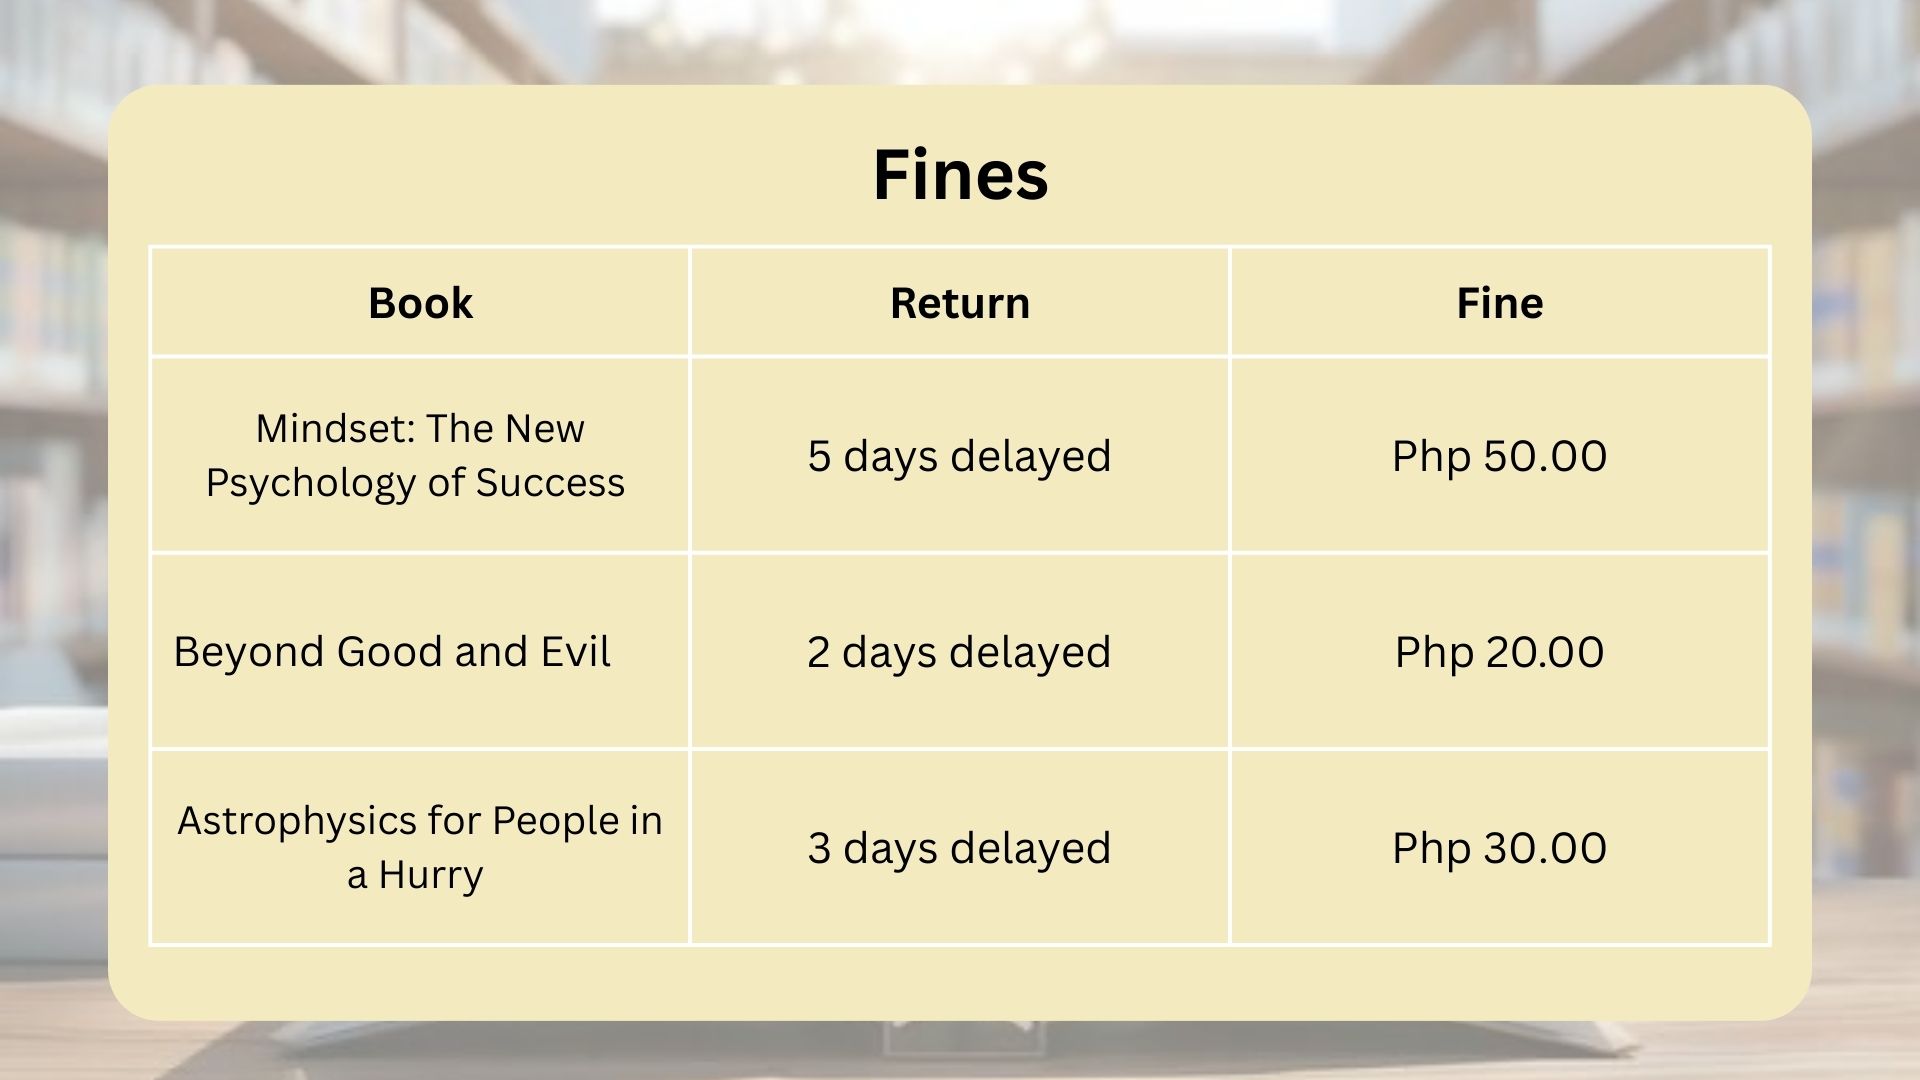 Fines
Book
Return
Fine
Mindset: The New
Psychology of Success
5 days delayed
Php 50.00
Beyond Good and Evil
2 days delayed
Php 20.00
Astrophysics for People in
a Hurry
3 days delayed
Php 30.00